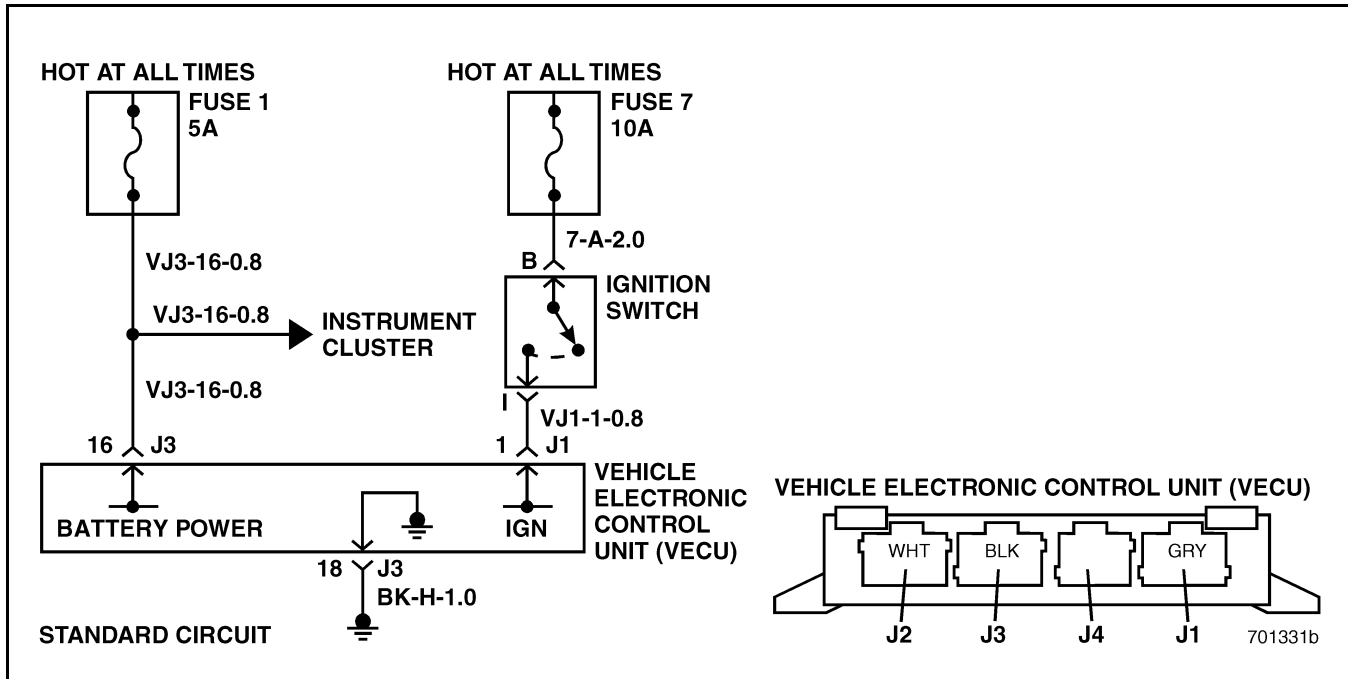 HOT AT ALL TIMES
FUSE 1
5A
HOT AT ALL TIMES
FUSE 7
10A
7-A-2.0
B
IGNITION
SWITCH
VJ3-16-0.8
VJ3-16-0.8
INSTRUMENT
CLUSTER
VJ3-16-0.8
I
VJ1-1-0.8
16 J3
1 J1
VEHICLE
ELECTRONIC
CONTROL
UNIT (VECU)
BATTERY POWER
IGN
18 J3
BK-H-1.0
STANDARD CIRCUIT
VEHICLE ELECTRONIC CONTROL UNIT (VECU)
WHT BLK GRY
J2 J3 J4 J1
701331b